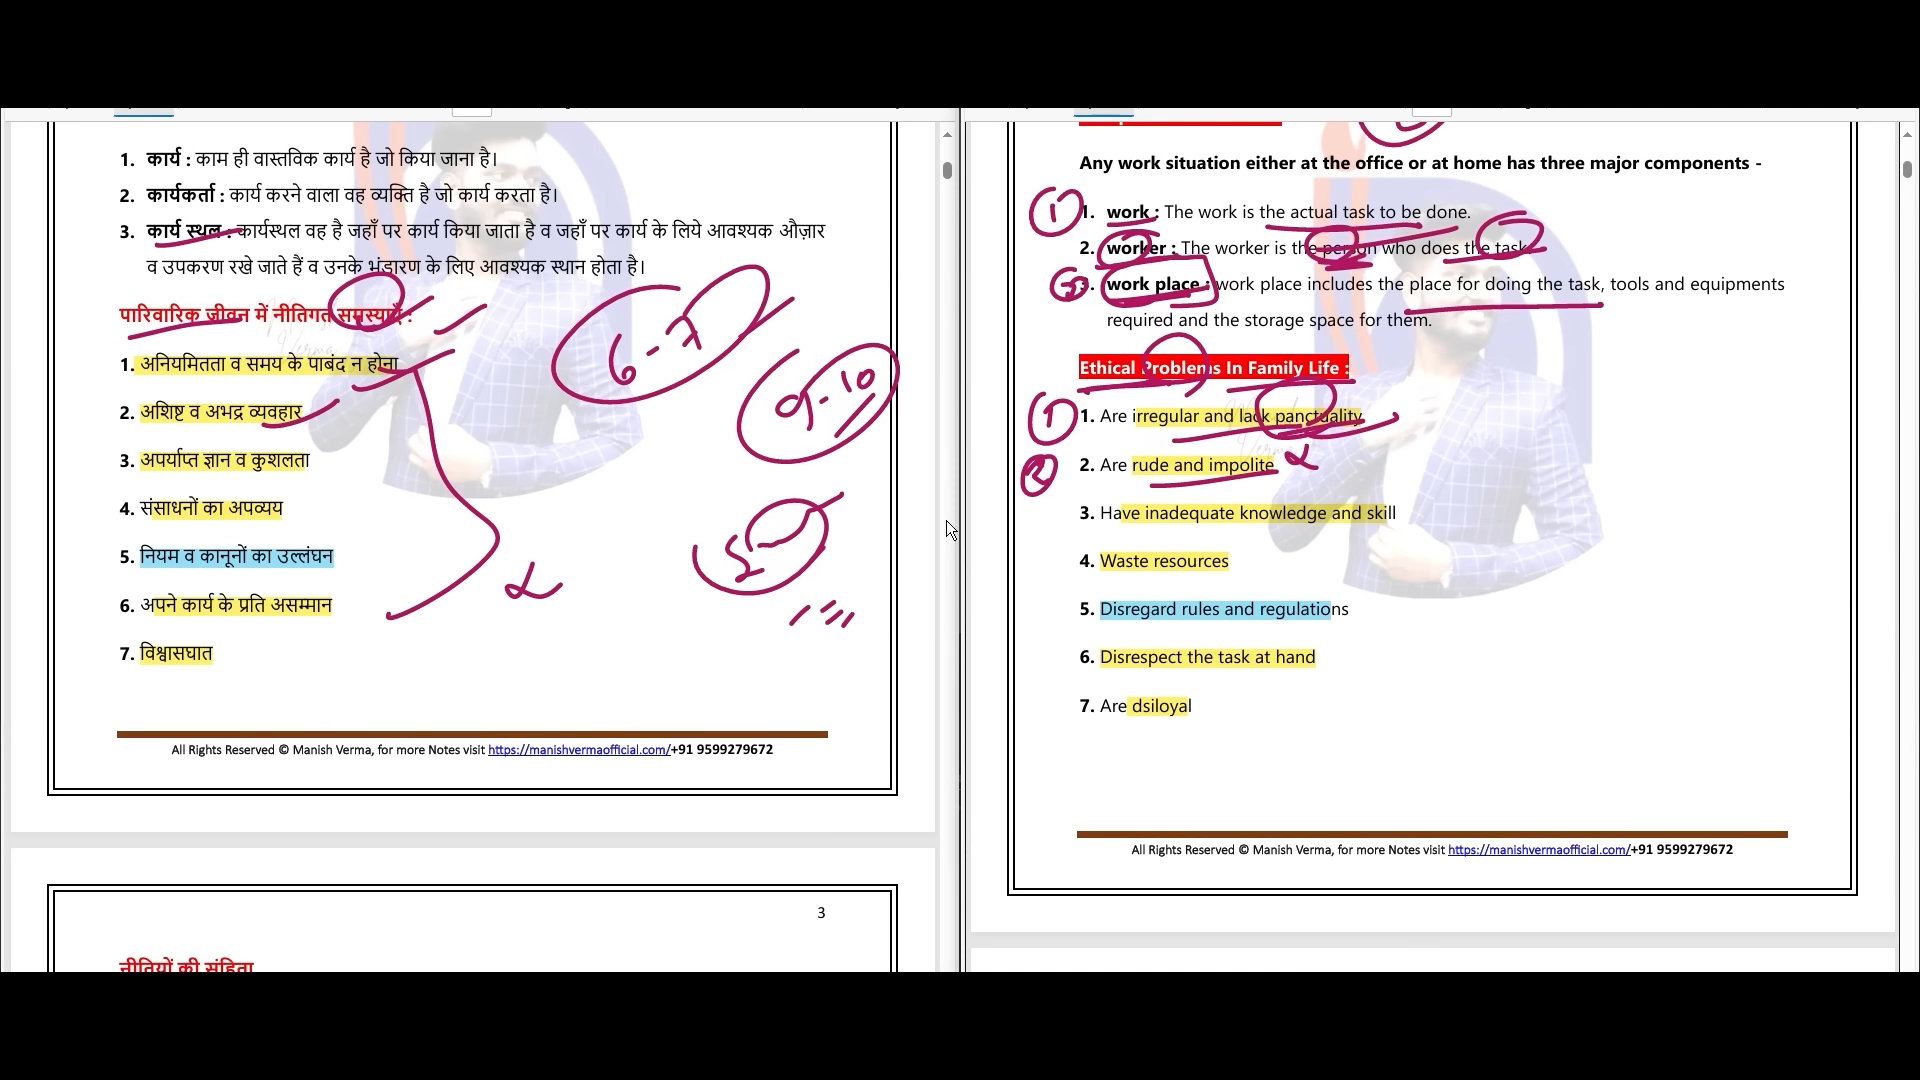 1. कार्य : काम ही वास्तविक कार्य है जो किया जाना है।
2. कार्यकर्ता : कार्य करने वाला वह व्यक्ति है जो कार्य करता है।
3. कार्य स्थल : कार्यस्थल वह है जहाँ पर कार्य किया जाता है व जहाँ पर कार्य के लिये आवश्यक औज़ार
व उपकरण रखे जाते हैं व उनके भंडारण के लिए आवश्यक स्थान होता है।
पारिवारिक जीवन में नीतिगत समस्याएँ :
1. अनियमितता व समय के पाबंद न होना
2. अशिष्ट व अभद्र व्यवहार
3. अपर्याप्त ज्ञान व कुशलता
4. संसाधनों का अपव्यय
5. नियम व कानूनों का उल्लंघन
6. अपने कार्य के प्रति असम्मान
7. विश्वासघात
6-7
9-10
5
All Rights Reserved © Manish Verma, for more Notes visit https://manishvermaofficial.com/+91 9599279672
3
नीतियों की संहिता
Any work situation either at the office or at home has three major components -
1 1. work : The work is the actual task to be done.
2. worker : The worker is the person who does the task
3. work place : work place includes the place for doing the task, tools and equipments
required and the storage space for them.
Ethical Problems In Family Life :
1 1. Are irregular and lack panctuality
2 2. Are rude and impolite
3. Have inadequate knowledge and skill
4. Waste resources
5. Disregard rules and regulations
6. Disrespect the task at hand
7. Are dsiloyal
All Rights Reserved © Manish Verma, for more Notes visit https://manishvermaofficial.com/+91 9599279672